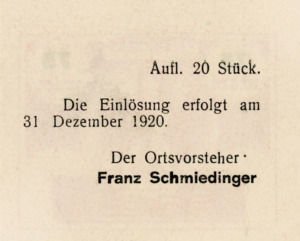 Aufl. 20 Stück.
Die Einlösung erfolgt am
31 Dezember 1920.
Der Ortsvorsteher·
Franz Schmiedinger